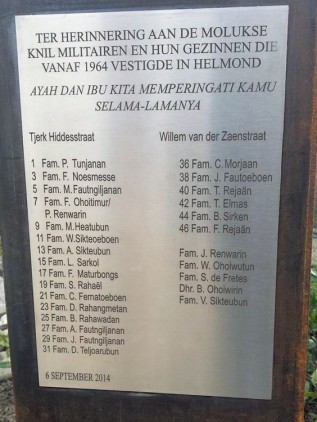 TER HERINNERING AAN DE MOLUKSE
KNIL MILITAIREN EN HUN GEZINNEN DIE
VANAF 1964 VESTIGDE IN HELMOND
AYAH DAN IBU KITA MEMPERINGATI KAMU
SELAMA-LAMANYA
Tjerk Hiddesstraat
1 Fam. P. Tunjanan
3 Fam. F. Noesmesse
5 Fam. M. Fautngiljanan
7 Fam. F. Ohoitimur/
P. Renwarin
9 Fam. M.Heatubun
11 Fam. W.Sikteoeboen
13 Fam. A. Sikteubun
15 Fam. L. Sarkol
17 Fam. F. Maturbongs
19 Fam. S. Rahaël
21 Fam. C. Fernatoeboen
23 Fam. D. Rahangmetan
25 Fam. B. Rahawadan
27 Fam. A. Fautngiljanan
29 Fam. J. Fautngiljanan
31 Fam. D. Teljoarubun
Willem van der Zaenstraat
36 Fam. C. Morjaan
38 Fam. J. Fautoeboen
40 Fam. T. Rejaän
42 Fam. T. Elmas
44 Fam. B. Sirken
46 Fam. F. Rejaän
Fam. J. Renwarin
Fam. W. Oholwutun
Fam. S. de Fretes
Dhr. B. Ohoiwirin
Fam. V. Sikteubun
6 SEPTEMBER 2014